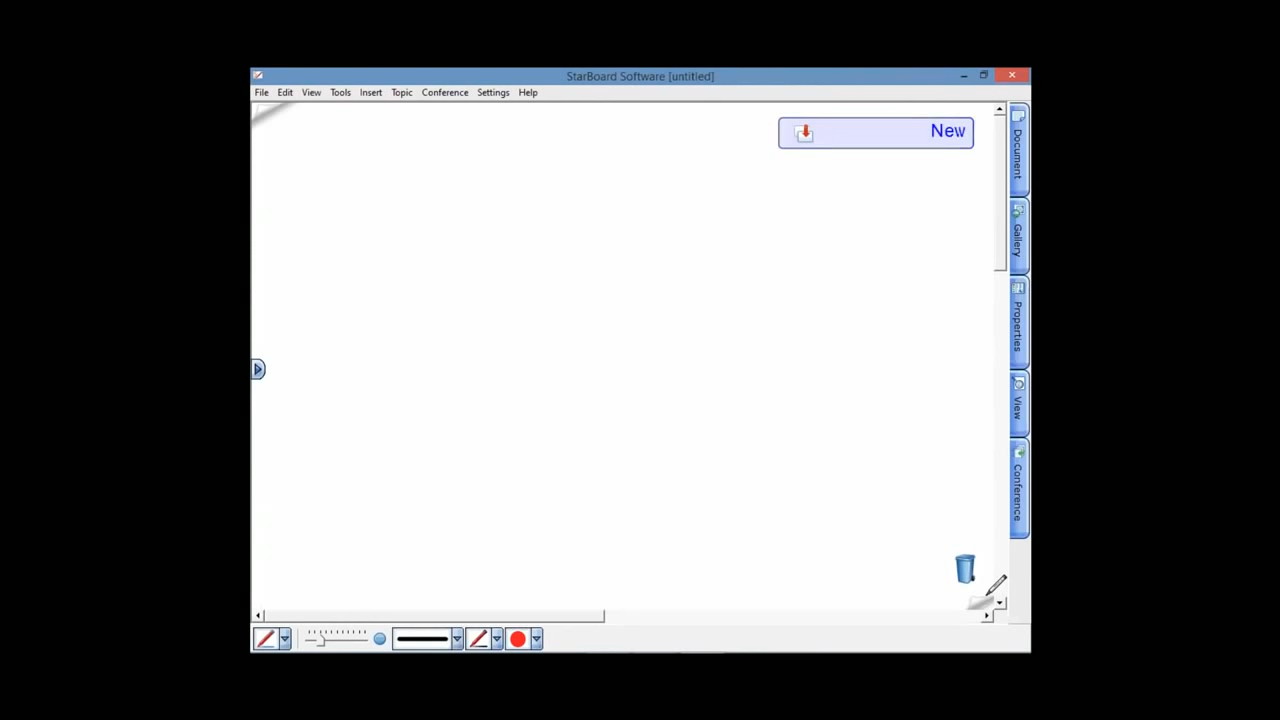 StarBoard Software [untitled]
File Edit View Tools Insert Topic Conference Settings Help
New
Document
Gallery
Properties
View
Conference